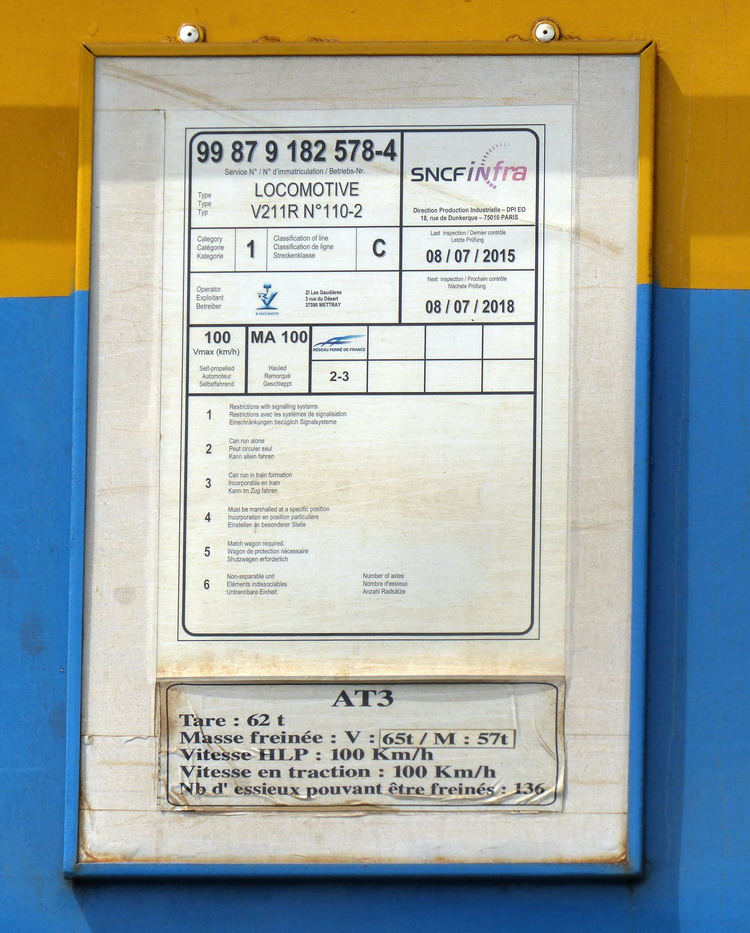 99 87 9 182 578-4
Service N° / N° d'immatriculation / Betriebs-Nr.
Type
Type
Typ
LOCOMOTIVE
V211R N°110-2
SNCF infra
Direction Production Industrielle – DPI EO
18, rue de Dunkerque – 75010 PARIS
Category
Catégorie
Kategorie
1
Classification of line
Classification de ligne
Streckenklasse
C
Last Inspection / Dernier contrôle
Letzte Prüfung
08 / 07 / 2015
Operator
Exploitant
Betreiber
ZI Les Gaudières
3 rue du Désert
37390 METTRAY
Next Inspection / Prochain contrôle
Nächste Prüfung
08 / 07 / 2018
100
Vmax (km/h)
MA 100
RÉSEAU FERRÉ DE FRANCE
Self-propelled
Automoteur
Selbstfahrend
Hauled
Remorqué
Geschleppt
2-3
1
Restrictions with signalling systems
Restrictions avec les systèmes de signalisation
Einschränkungen bezüglich Signalsysteme
2
Can run alone
Peut circuler seul
Kann allein fahren
3
Can run in train formation
Incorporable en train
Kann im Zug fahren
4
Must be marshalled at a specific position
Incorporation en position particulière
Einstellen an besonderer Stelle
5
Match wagon required.
Wagon de protection nécessaire
Shutzwagen erforderlich
6
Non-separable unit
Eléments indissociables
Untrennbare Einheit
Number of axles
Nombre d'essieux
Anzahl Radsätze
AT3
Tare : 62 t
Masse freinée : V : 65t / M : 57t
Vitesse HLP : 100 Km/h
Vitesse en traction : 100 Km/h
Nb d' essieux pouvant être freinés : 136